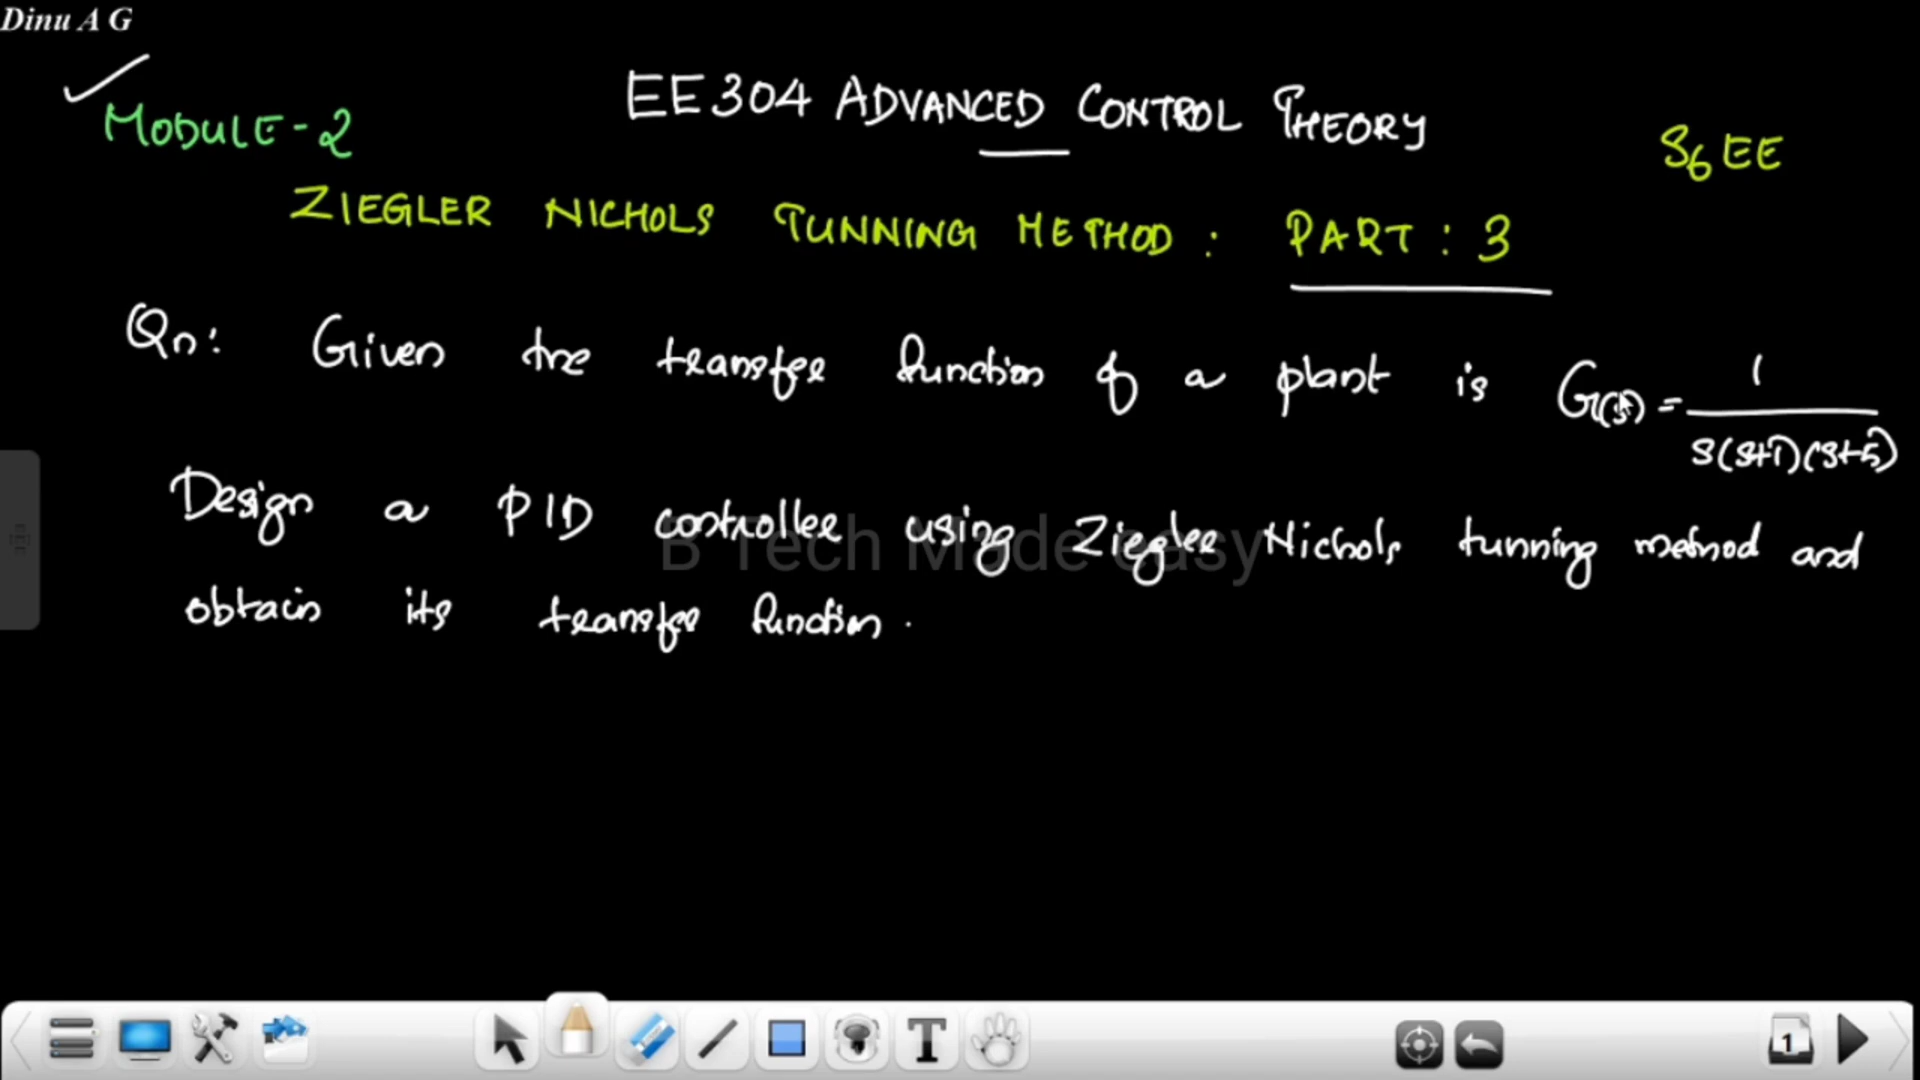 Dinu A G
MODULE-2
EE304 ADVANCED CONTROL THEORY
S6 EE
ZIEGLER NICHOLS TUNNING METHOD : PART : 3
Qn: Given the transfer function of a plant is G(s) = 1 / s(s+1)(s+5)
Design a PID controller using Ziegler Nichols tunning method and
B Tech Made easy
obtain its transfer function.
T
1